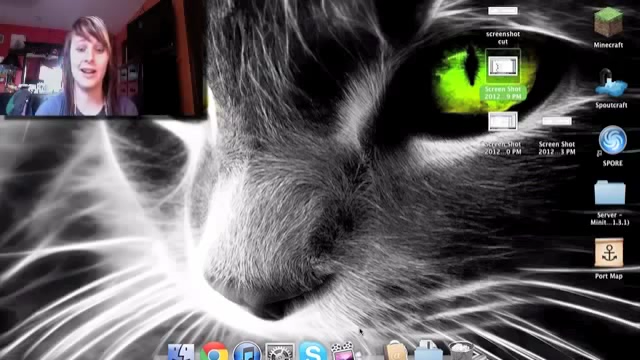 screenshot
cut
Screen Shot
2012...9 PM
Screen Shot
2012...0 PM
Screen Shot
2012...3 PM
Minecraft
Spoutcraft
SPORE
Server -
Minit...1.3.1)
Port Map